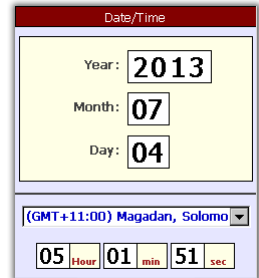 Date/Time
Year: 2013
Month: 07
Day: 04
(GMT+11:00) Magadan, Solomo
05 Hour 01 min 51 sec